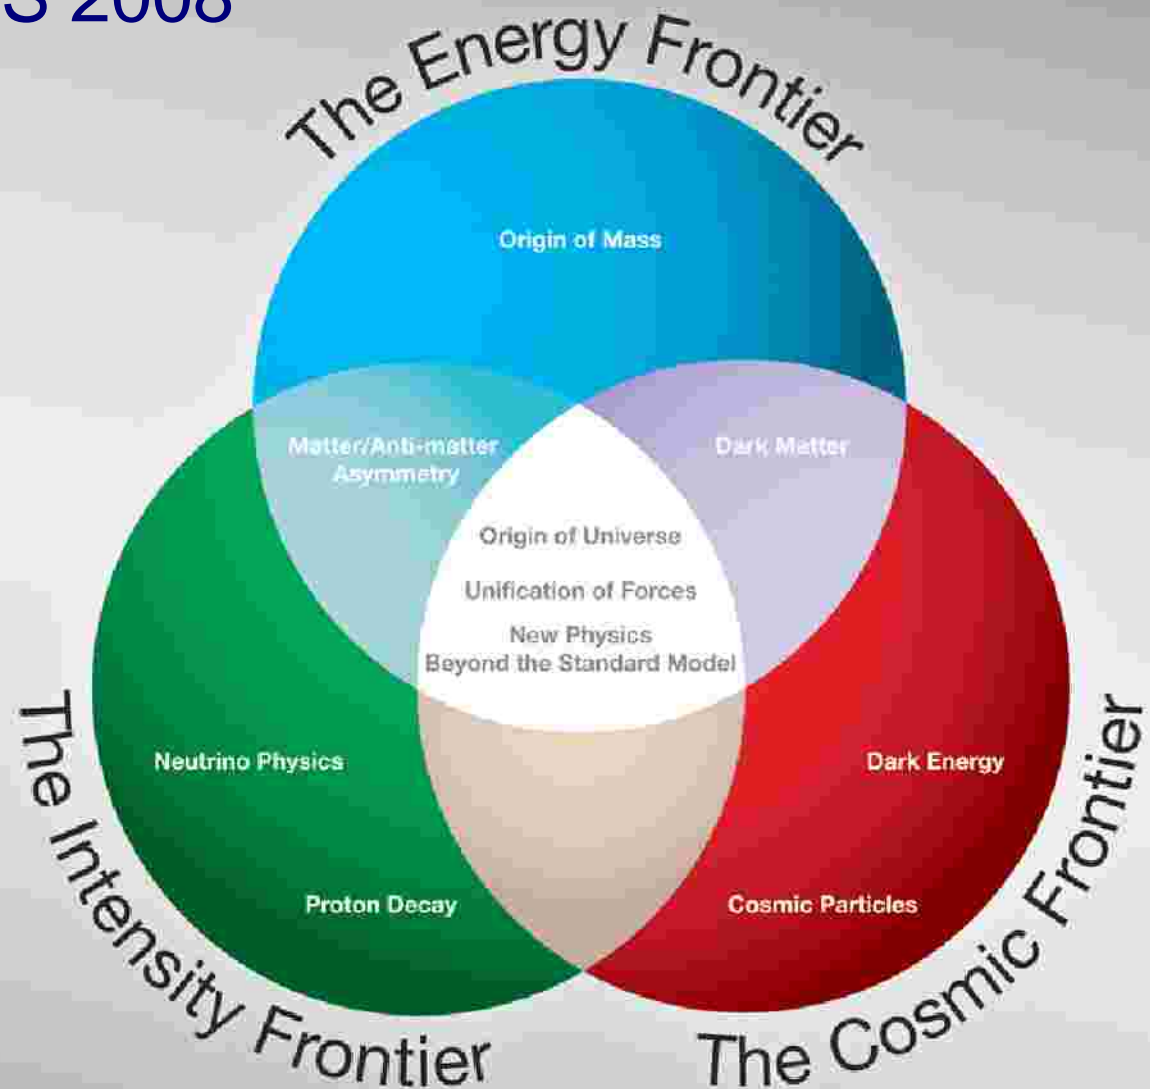 S 2008
The Energy Frontier
Origin of Mass
Matter/Anti-matter
Asymmetry
Dark Matter
Origin of Universe
Unification of Forces
New Physics
Beyond the Standard Model
Neutrino Physics
Dark Energy
Proton Decay
Cosmic Particles
The Intensity Frontier
The Cosmic Frontier